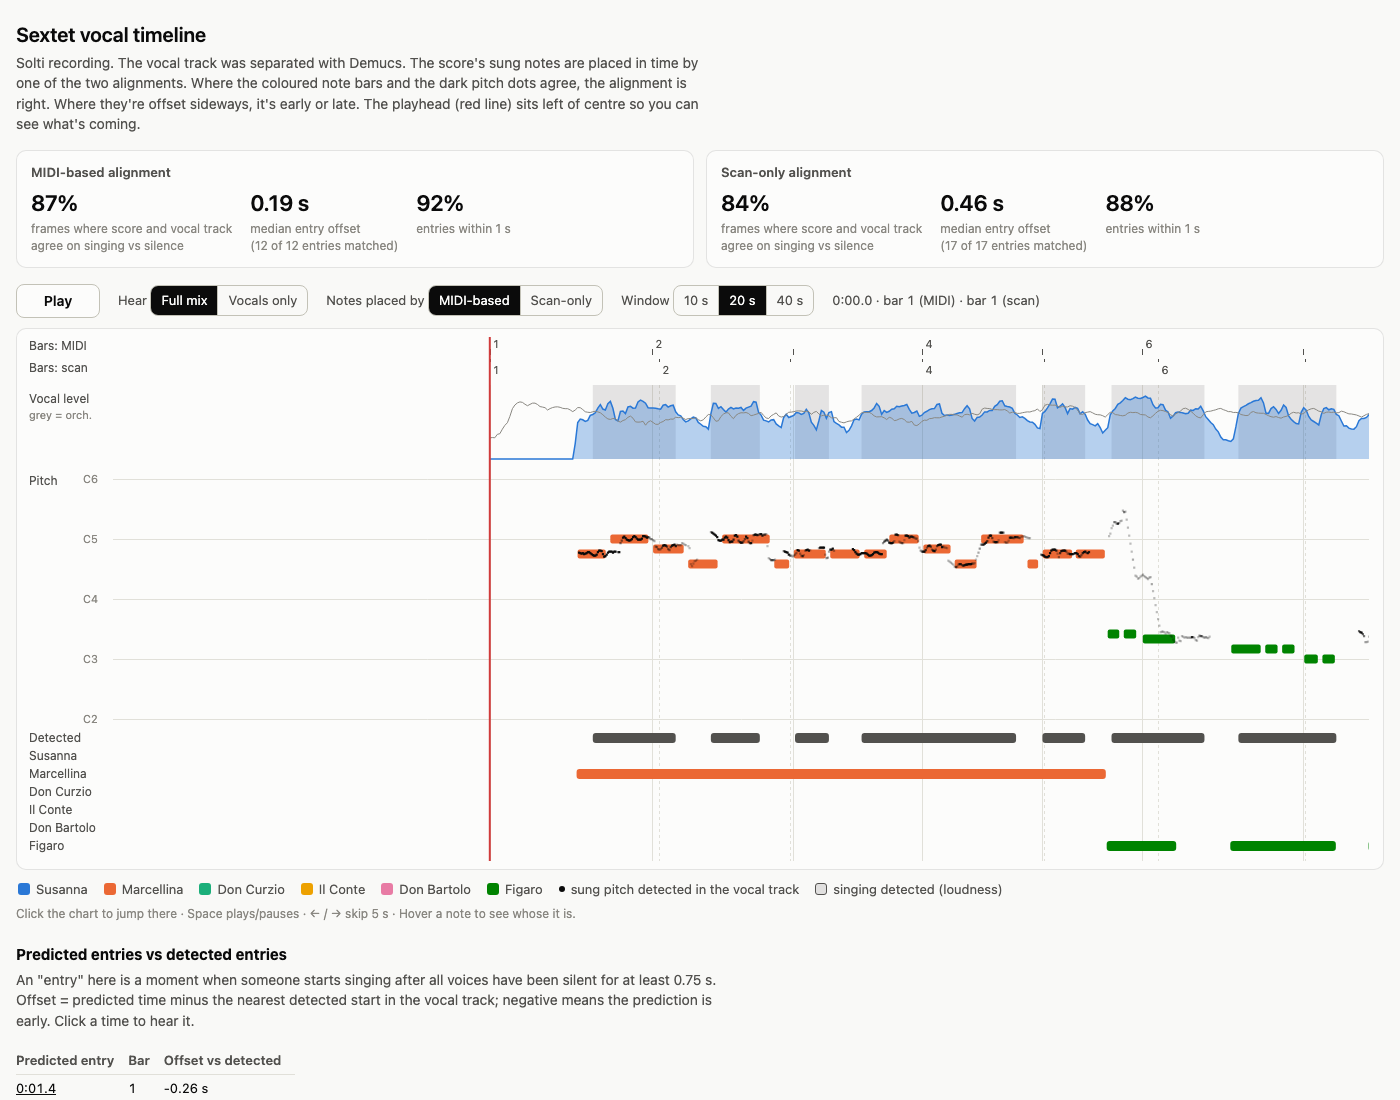 Sextet vocal timeline
Solti recording. The vocal track was separated with Demucs. The score's sung notes are placed in time by
one of the two alignments. Where the coloured note bars and the dark pitch dots agree, the alignment is
right. Where they're offset sideways, it's early or late. The playhead (red line) sits left of centre so you can
see what's coming.
MIDI-based alignment
87%
frames where score and vocal track
agree on singing vs silence
0.19 s
median entry offset
(12 of 12 entries matched)
92%
entries within 1 s
Scan-only alignment
84%
frames where score and vocal track
agree on singing vs silence
0.46 s
median entry offset
(17 of 17 entries matched)
88%
entries within 1 s
Play Hear Full mix Vocals only Notes placed by MIDI-based Scan-only Window 10 s 20 s 40 s 0:00.0 · bar 1 (MIDI) · bar 1 (scan)
Bars: MIDI 1 2 4 6
Bars: scan 1 2 4 6
Vocal level
grey = orch.
Pitch C6
C5
C4
C3
C2
Detected
Susanna
Marcellina
Don Curzio
Il Conte
Don Bartolo
Figaro
Susanna Marcellina Don Curzio Il Conte Don Bartolo Figaro sung pitch detected in the vocal track singing detected (loudness)
Click the chart to jump there · Space plays/pauses · ← / → skip 5 s · Hover a note to see whose it is.
Predicted entries vs detected entries
An "entry" here is a moment when someone starts singing after all voices have been silent for at least 0.75 s.
Offset = predicted time minus the nearest detected start in the vocal track; negative means the prediction is
early. Click a time to hear it.
Predicted entry Bar Offset vs detected
0:01.4 1 -0.26 s